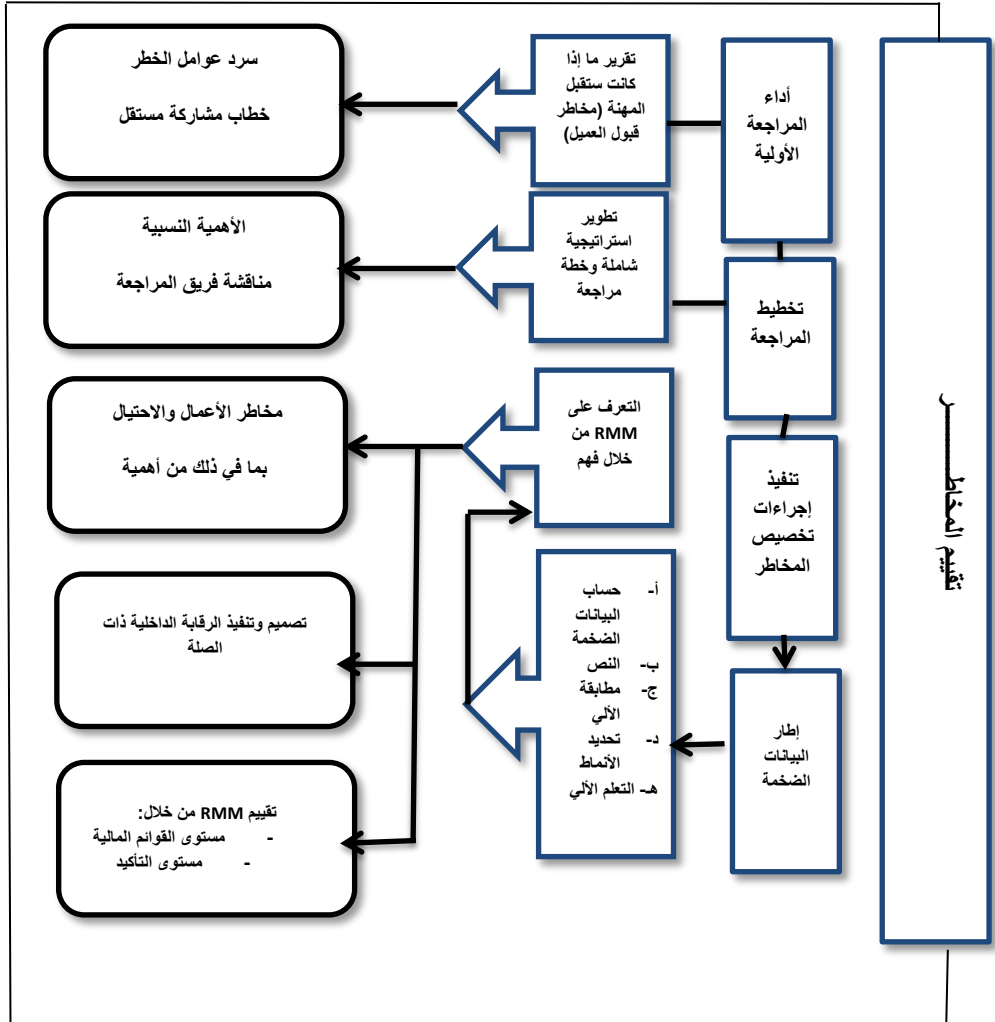 تقييم المخاطـــــــــر
أداء
المراجعة
الأولية
تقرير ما إذا
كانت ستقبل
المهنة (مخاطر
قبول العميل)
سرد عوامل الخطر
خطاب مشاركة مستقل
تخطيط
المراجعة
تطوير
استراتيجية
شاملة وخطة
مراجعة
الأهمية النسبية
مناقشة فريق المراجعة
تنفيذ
إجراءات
تخصيص
المخاطر
التعرف على
RMM من
خلال فهم
مخاطر الأعمال والاحتيال
بما في ذلك من أهمية
إطار
البيانات
الضخمة
أ- حساب
البيانات
الضخمة
ب- النص
ج- مطابقة
الألي
د- تحديد
الأنماط
هـ- التعلم الألي
تصميم وتنفيذ الرقابة الداخلية ذات
الصلة
تقييم RMM من خلال:
- مستوى القوائم المالية
- مستوى التأكيد